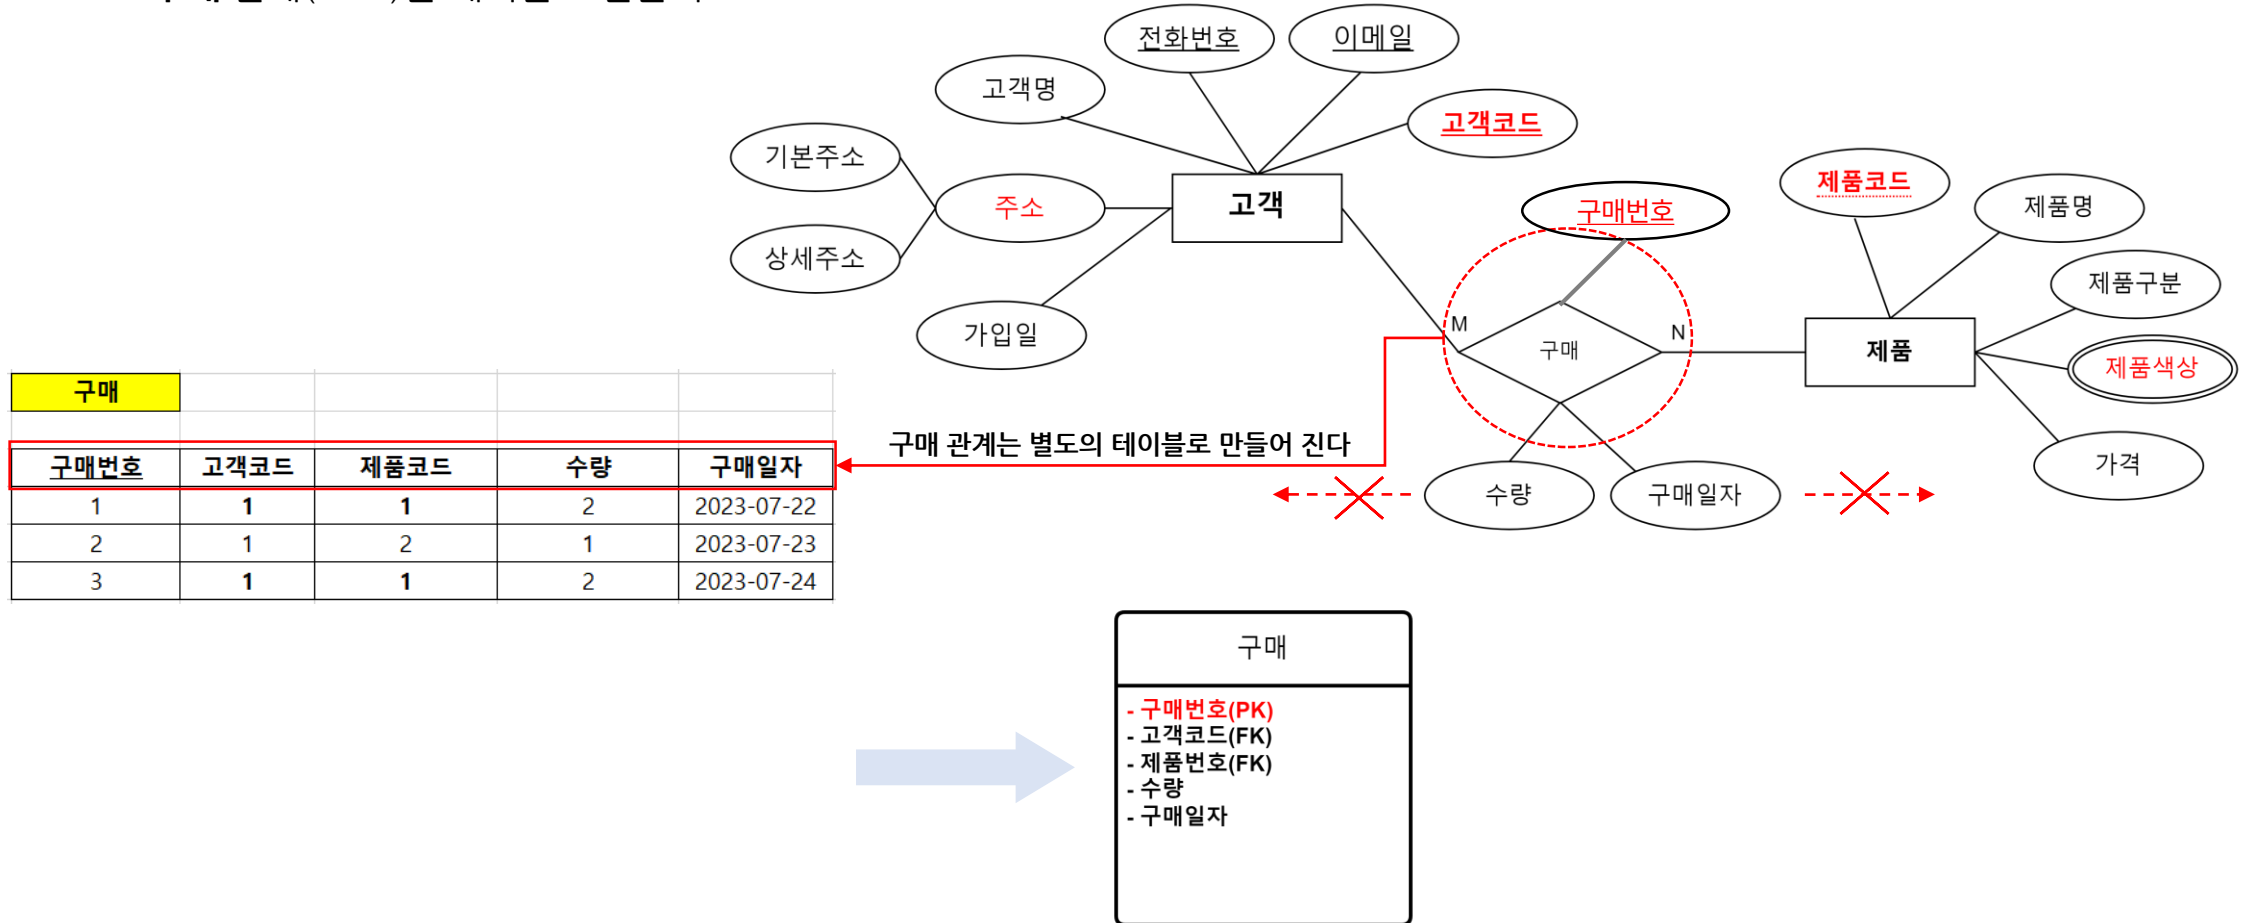 전화번호
이메일
고객명
고객코드
기본주소
제품코드
주소
고객
구매번호
제품명
상세주소
제품구분
가입일
M
N
구매
제품
제품색상
구매
구매 관계는 별도의 테이블로 만들어 진다
가격
구매번호 고객코드 제품코드 수량 구매일자
수량
구매일자
1 1 1 2 2023-07-22
2 1 2 1 2023-07-23
3 1 1 2 2023-07-24
구매
- 구매번호(PK)
- 고객코드(FK)
- 제품번호(FK)
- 수량
- 구매일자